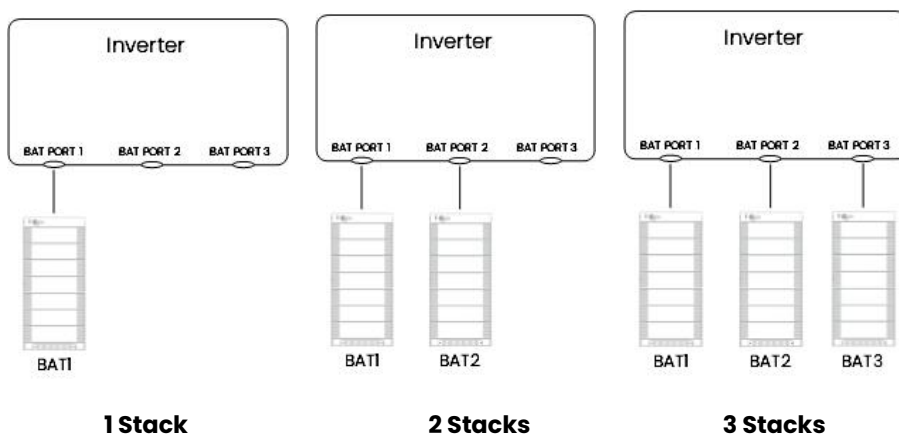 Inverter
BAT PORT 1 BAT PORT 2 BAT PORT 3
BAT1
1 Stack
Inverter
BAT PORT 1 BAT PORT 2 BAT PORT 3
BAT1 BAT2
2 Stacks
Inverter
BAT PORT 1 BAT PORT 2 BAT PORT 3
BAT1 BAT2 BAT3
3 Stacks